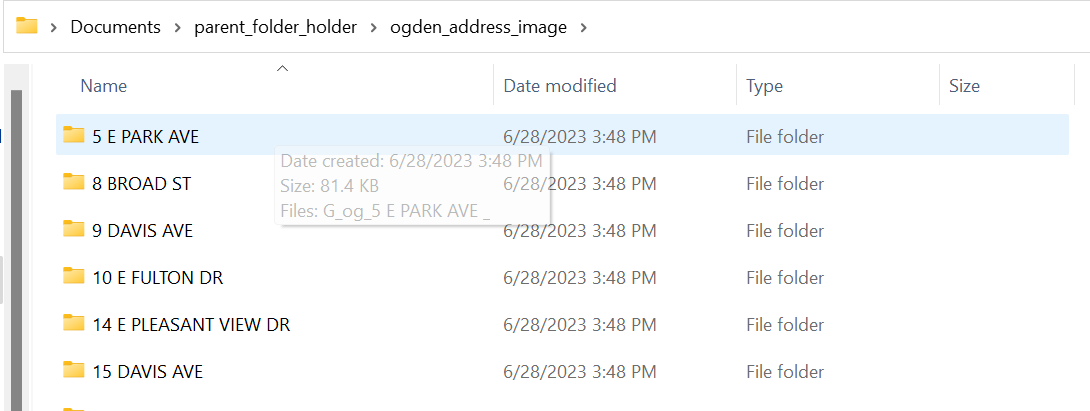 Documents > parent_folder_holder > ogden_address_image >
Name Date modified Type Size
5 E PARK AVE 6/28/2023 3:48 PM File folder
Date created: 6/28/2023 3:48 PM
Size: 81.4 KB
Files: G_og_5 E PARK AVE _
8 BROAD ST 6/28/2023 3:48 PM File folder
9 DAVIS AVE 6/28/2023 3:48 PM File folder
10 E FULTON DR 6/28/2023 3:48 PM File folder
14 E PLEASANT VIEW DR 6/28/2023 3:48 PM File folder
15 DAVIS AVE 6/28/2023 3:48 PM File folder